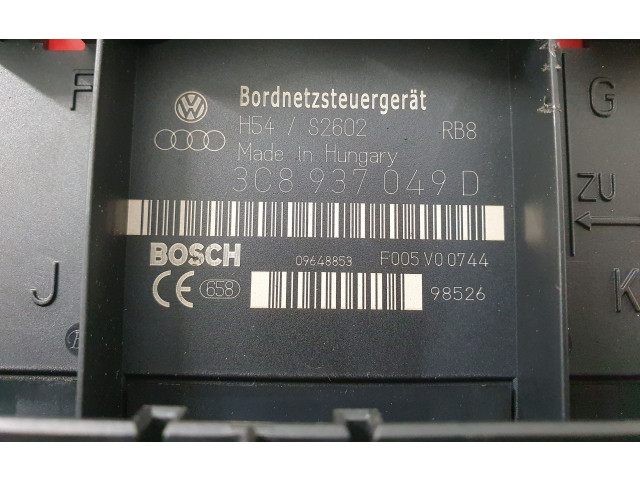 F
Bordnetzsteuergerät
G
H54 / S2602 RB8
Made in Hungary
3C8 937 049 D
ZU
BOSCH 09648853 F005 V0 0744
J
CE 658 98526
K